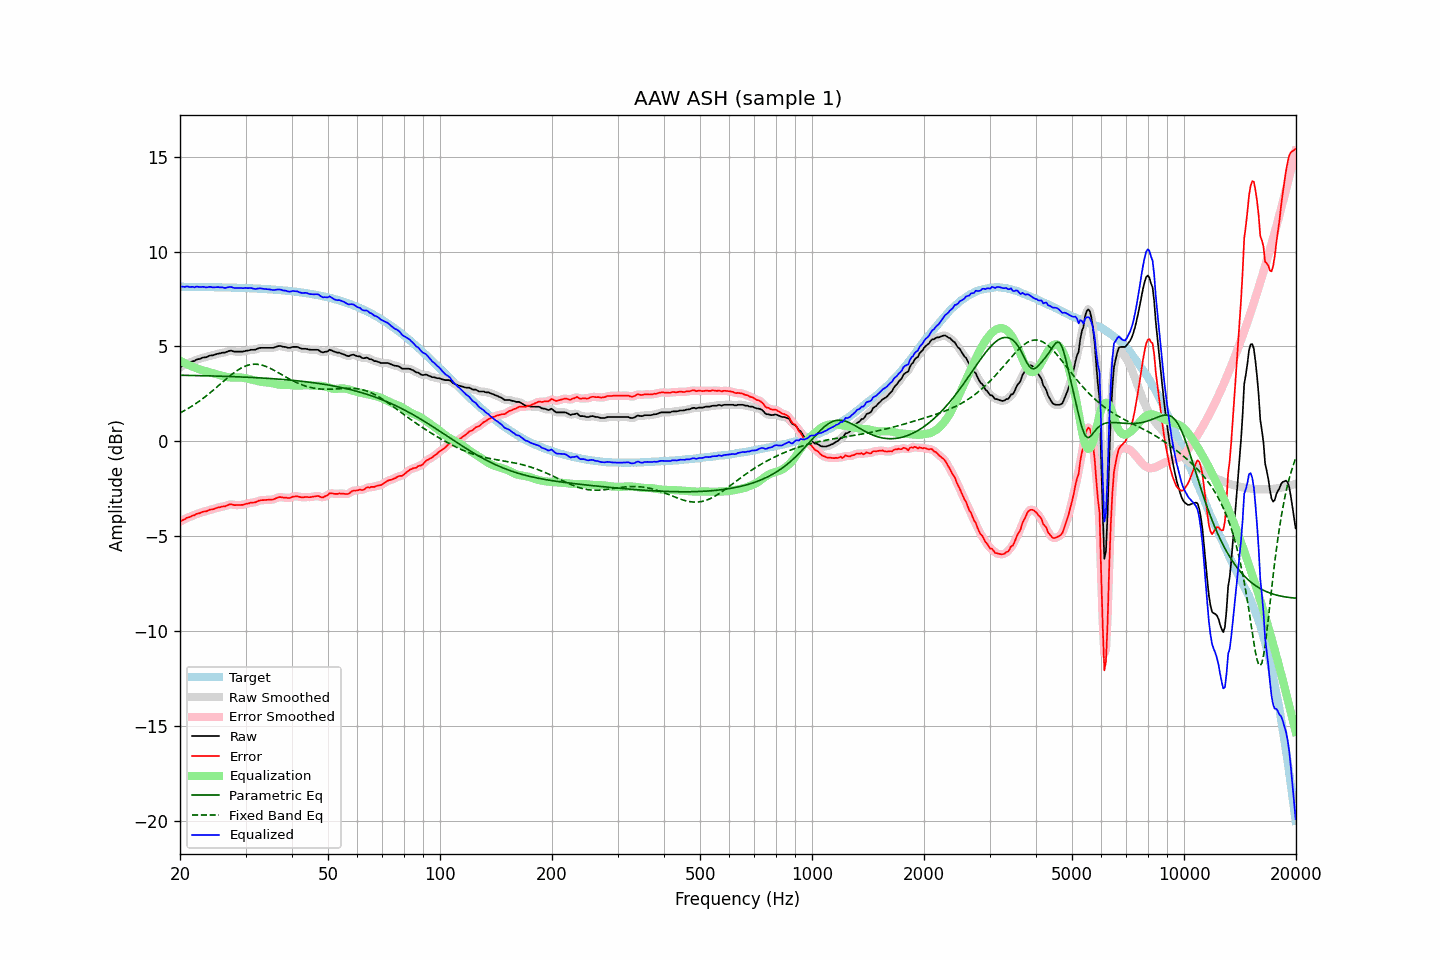 AAW ASH (sample 1)
Amplitude (dBr)
15
10
5
0
−5
−10
−15
−20
Target
Raw Smoothed
Error Smoothed
Raw
Error
Equalization
Parametric Eq
Fixed Band Eq
Equalized
20
50
100
200
500
1000
2000
5000
10000
20000
Frequency (Hz)